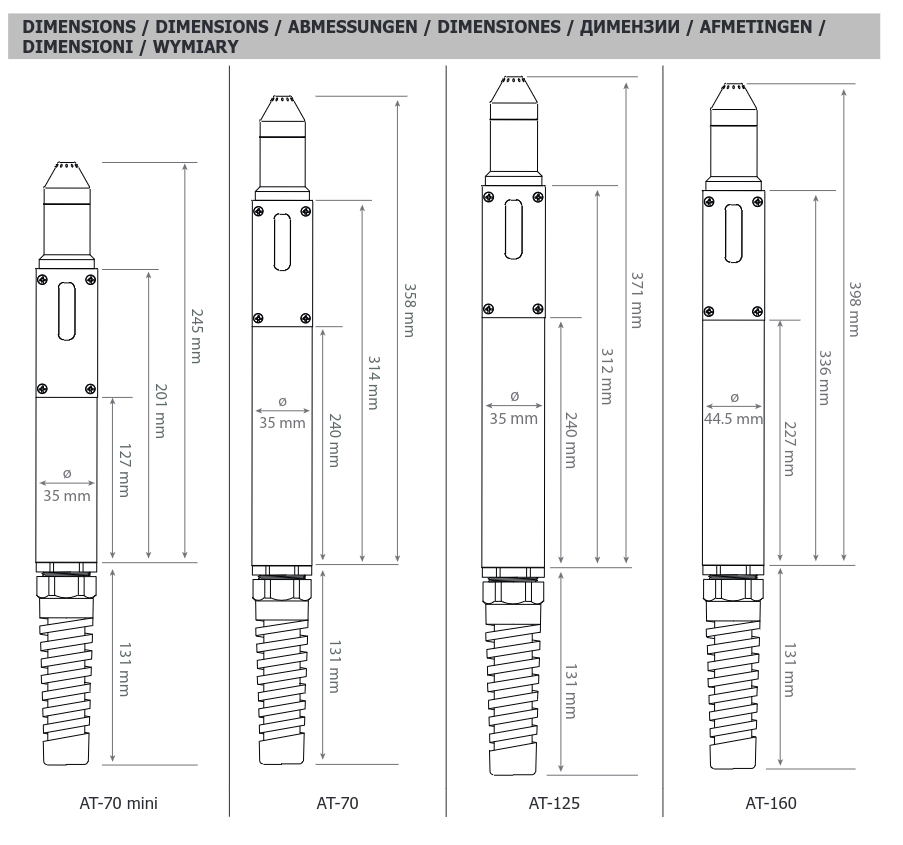 DIMENSIONS / DIMENSIONS / ABMESSUNGEN / DIMENSIONES / ДИМЕНЗИИ / AFMETINGEN /
DIMENSIONI / WYMIARY
245 mm
201 mm
127 mm
ø
35 mm
131 mm
AT-70 mini
358 mm
314 mm
240 mm
ø
35 mm
131 mm
AT-70
371 mm
312 mm
240 mm
ø
35 mm
131 mm
AT-125
398 mm
336 mm
227 mm
ø
44.5 mm
131 mm
AT-160